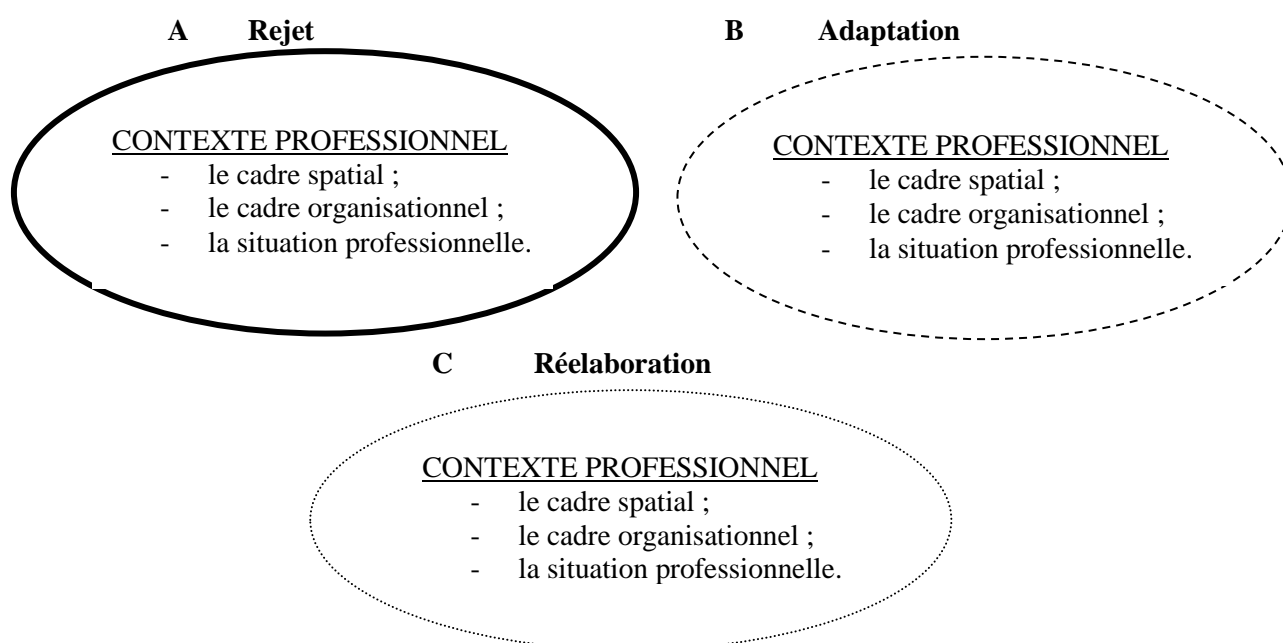 A Rejet
CONTEXTE PROFESSIONNEL
- le cadre spatial ;
- le cadre organisationnel ;
- la situation professionnelle.
B Adaptation
CONTEXTE PROFESSIONNEL
- le cadre spatial ;
- le cadre organisationnel ;
- la situation professionnelle.
C Réelaboration
CONTEXTE PROFESSIONNEL
- le cadre spatial ;
- le cadre organisationnel ;
- la situation professionnelle.